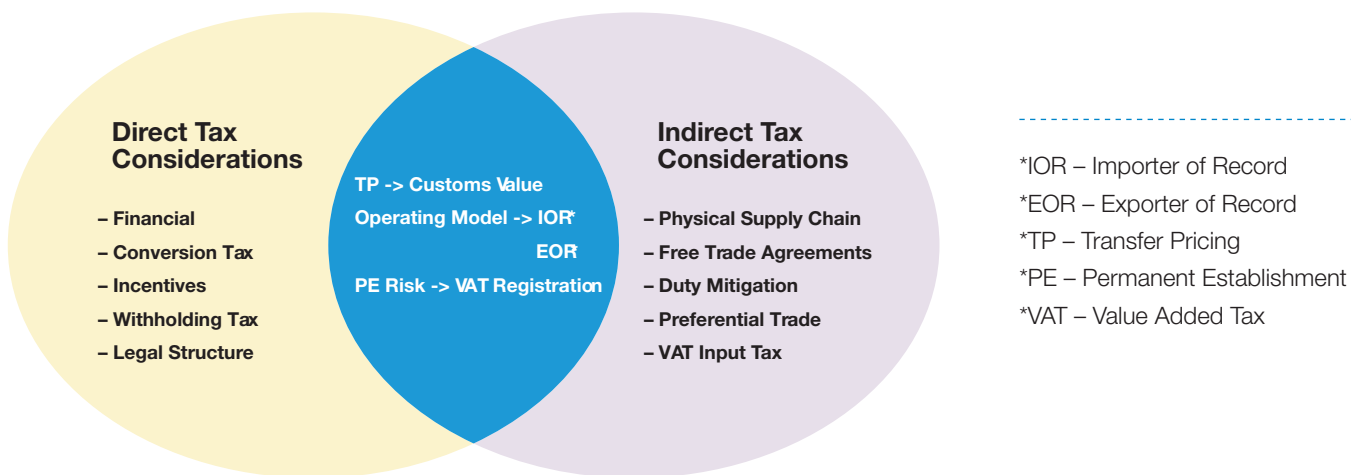 Direct Tax
Considerations
– Financial
– Conversion Tax
– Incentives
– Withholding Tax
– Legal Structure
TP -> Customs Value
Operating Model -> IOR*
EOR*
PE Risk -> VAT Registration
Indirect Tax
Considerations
– Physical Supply Chain
– Free Trade Agreements
– Duty Mitigation
– Preferential Trade
– VAT Input Tax
*IOR – Importer of Record
*EOR – Exporter of Record
*TP – Transfer Pricing
*PE – Permanent Establishment
*VAT – Value Added Tax